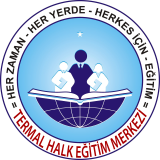 = HER ZAMAN - HER YERDE - HERKES İÇİN - EĞİTİM =
TERMAL HALK EĞİTİM MERKEZİ